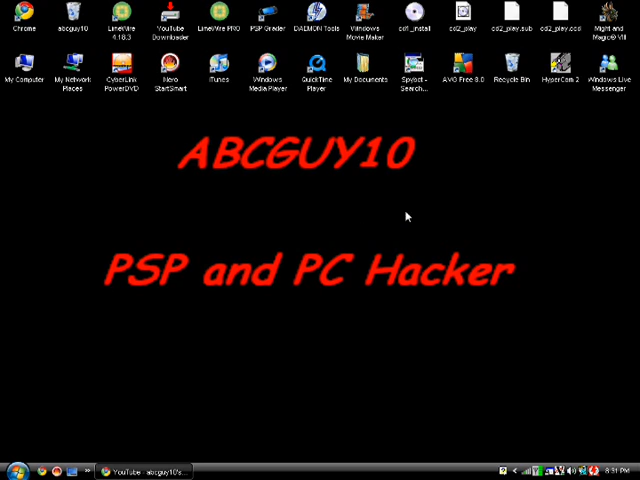 Chrome
abcguy10
LimeWire 4.18.3
YouTube Downloader
LimeWire PRO
PSP Grader
DAEMON Tools
Windows Movie Maker
cd1_install
cd2_play
cd2_play.sub
cd2_play.ccd
Might and Magic® VIII
My Computer
My Network Places
CyberLink PowerDVD
Nero StartSmart
iTunes
Windows Media Player
QuickTime Player
My Documents
Spybot - Search...
AVG Free 8.0
Recycle Bin
HyperCam 2
Windows Live Messenger
ABCGUY10
PSP and PC Hacker
YouTube - abcguy10's...
8:31 PM